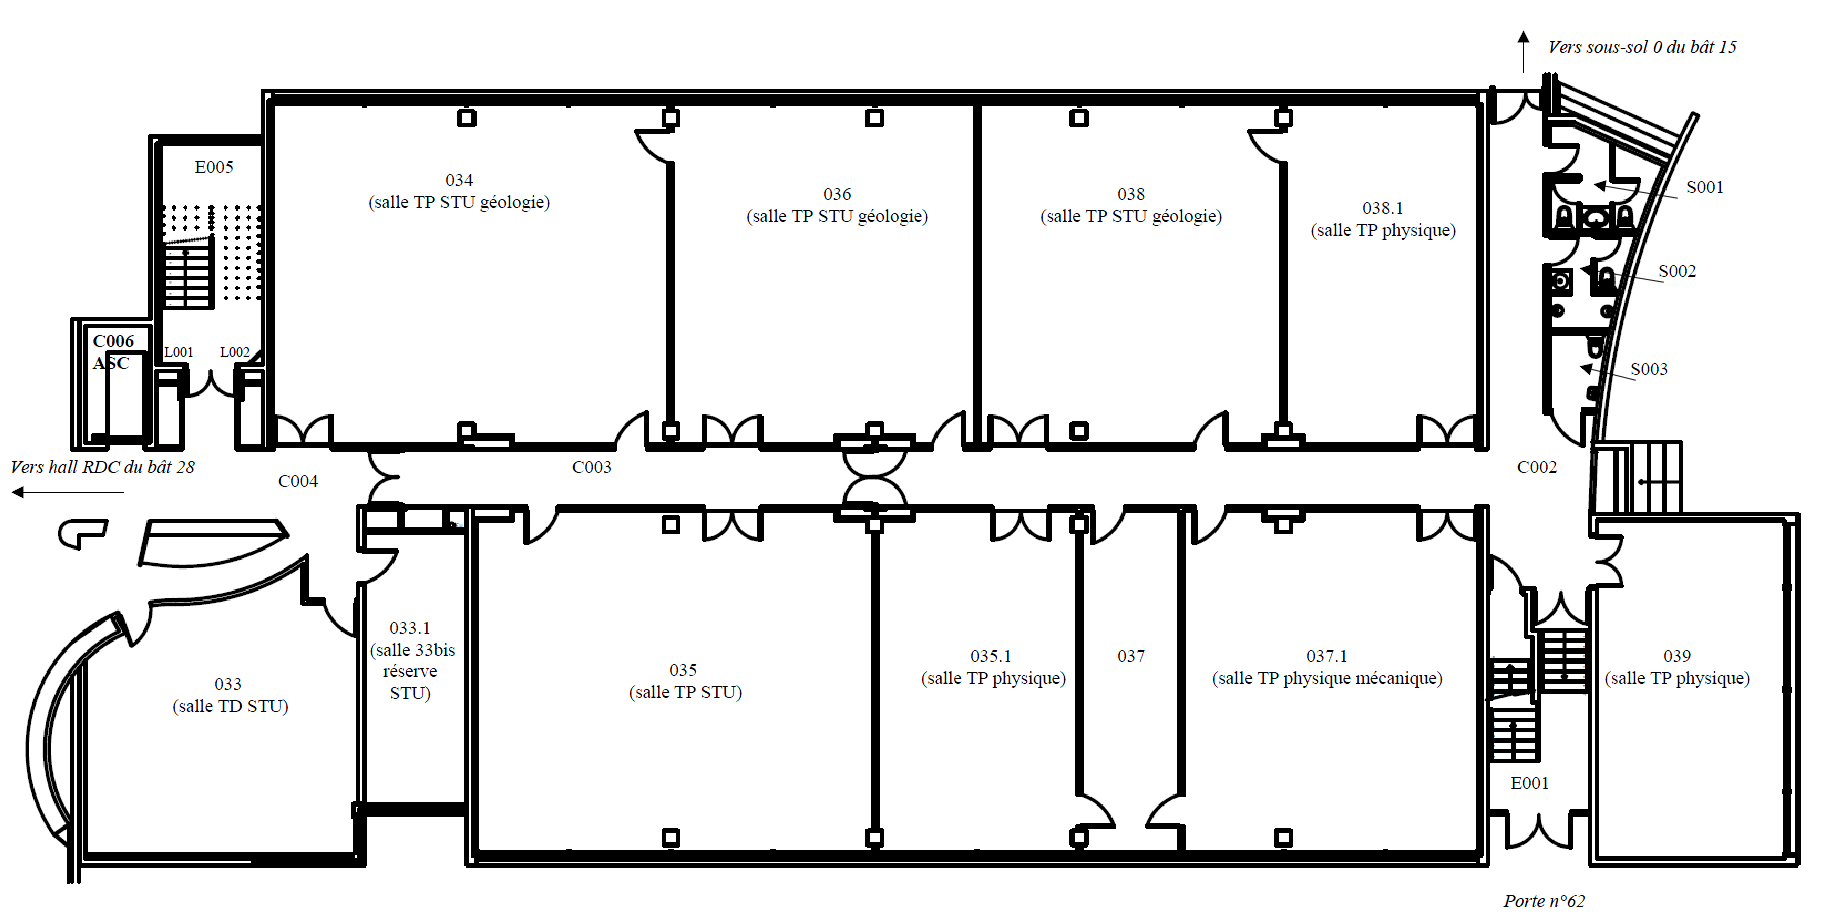 Vers sous-sol 0 du bât 15
E005
034
(salle TP STU géologie)
036
(salle TP STU géologie)
038
(salle TP STU géologie)
038.1
(salle TP physique)
S001
S002
S003
C006
ASC
L001
L002
Vers hall RDC du bât 28
C004
C003
C002
033
(salle TD STU)
033.1
(salle 33bis
réserve
STU)
035
(salle TP STU)
035.1
(salle TP physique)
037
037.1
(salle TP physique mécanique)
039
(salle TP physique)
E001
Porte n°62